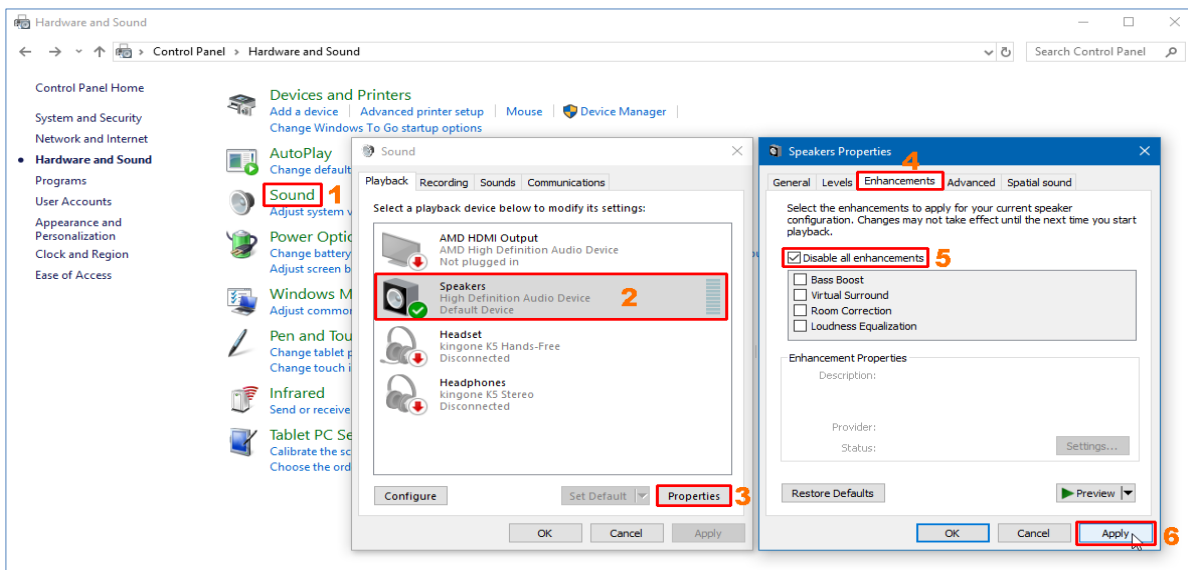 Hardware and Sound
Control Panel > Hardware and Sound
Search Control Panel
Control Panel Home
System and Security
Network and Internet
Hardware and Sound
Programs
User Accounts
Appearance and
Personalization
Clock and Region
Ease of Access
Devices and Printers
Add a device
Advanced printer setup
Mouse
Device Manager
Change Windows To Go startup options
AutoPlay
Change default
Sound
1
Adjust system v
Power Optio
Change battery
Adjust screen b
Windows M
Adjust common
Pen and Tou
Change tablet p
Change touch i
Infrared
Send or receive
Tablet PC Se
Calibrate the sc
Choose the ord
Sound
Playback
Recording
Sounds
Communications
Select a playback device below to modify its settings:
AMD HDMI Output
AMD High Definition Audio Device
Not plugged in
Speakers
High Definition Audio Device
Default Device
2
Headset
kingone K5 Hands-Free
Disconnected
Headphones
kingone K5 Stereo
Disconnected
Configure
Set Default
Properties
3
OK
Cancel
Apply
Speakers Properties
4
General
Levels
Enhancements
Advanced
Spatial sound
Select the enhancements to apply for your current speaker
configuration. Changes may not take effect until the next time you start
playback.
Disable all enhancements
5
Bass Boost
Virtual Surround
Room Correction
Loudness Equalization
Enhancement Properties
Description:
Provider:
Status:
Settings...
Restore Defaults
Preview
OK
Cancel
Apply
6